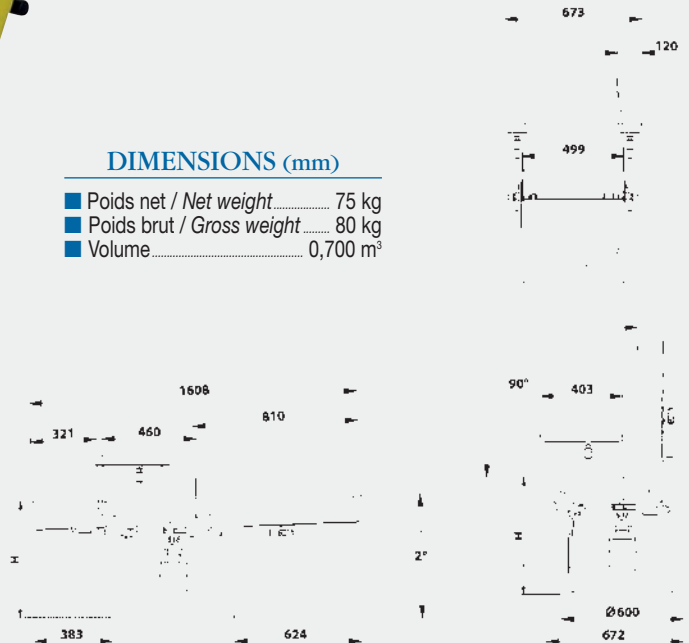 673
120
499
DIMENSIONS (mm)
Poids net / Net weight ................ 75 kg
Poids brut / Gross weight ........ 80 kg
Volume ............................................. 0,700 m³
1608
810
321
460
90°
403
H
H
2°
H
383
624
Ø600
672